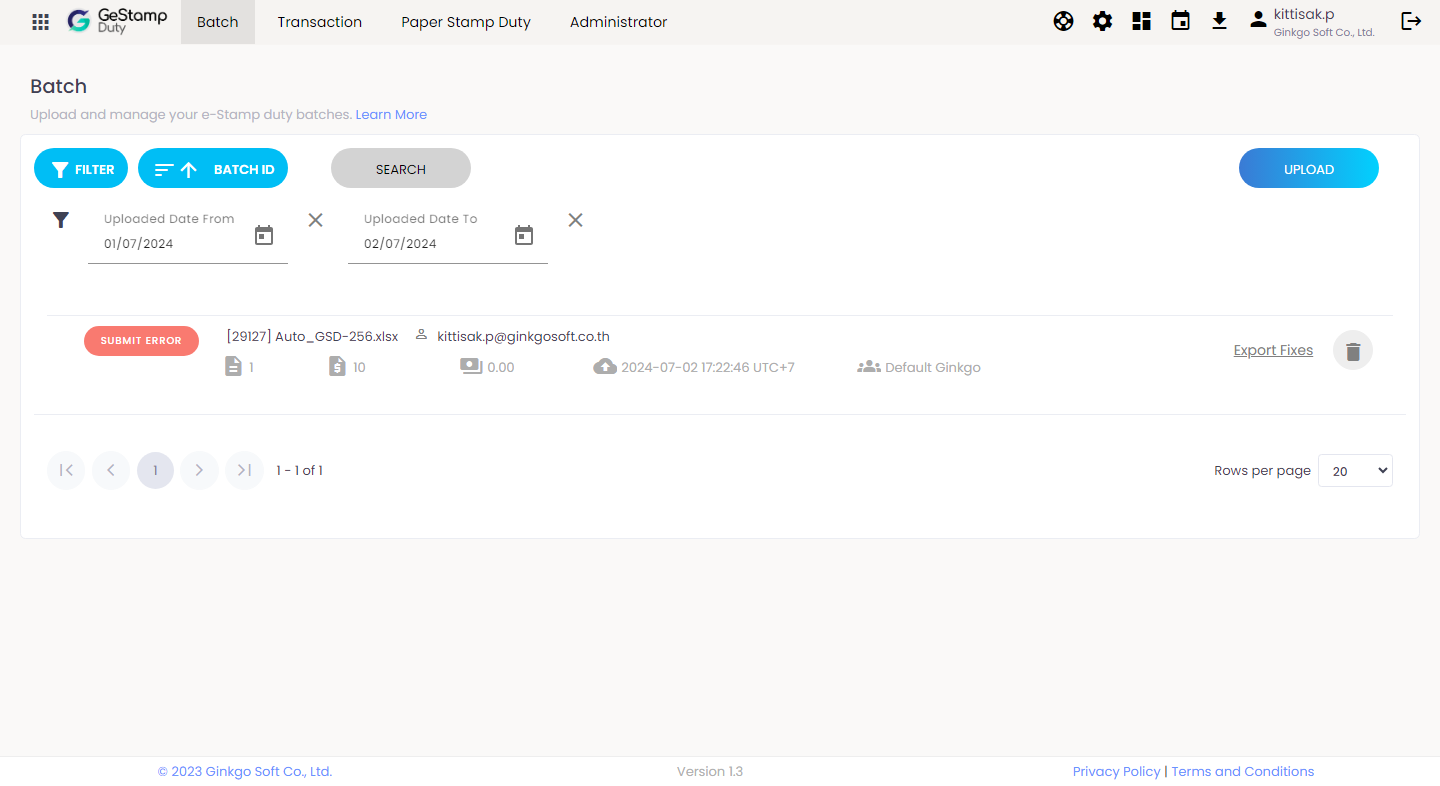 GeStamp
Duty
Batch Transaction Paper Stamp Duty Administrator
kittisak.p
Ginkgo Soft Co., Ltd.
Batch
Upload and manage your e-Stamp duty batches. Learn More
FILTER BATCH ID SEARCH UPLOAD
Uploaded Date From Uploaded Date To
01/07/2024 02/07/2024
SUBMIT ERROR [29127] Auto_GSD-256.xlsx kittisak.p@ginkgosoft.co.th
Export Fixes
1 10 0.00 2024-07-02 17:22:46 UTC+7 Default Ginkgo
1 1 - 1 of 1 Rows per page 20
© 2023 Ginkgo Soft Co., Ltd. Version 1.3 Privacy Policy | Terms and Conditions